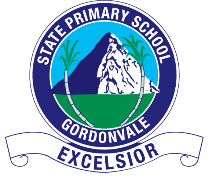 STATE PRIMARY SCHOOL
GORDONVALE
EXCELSIOR